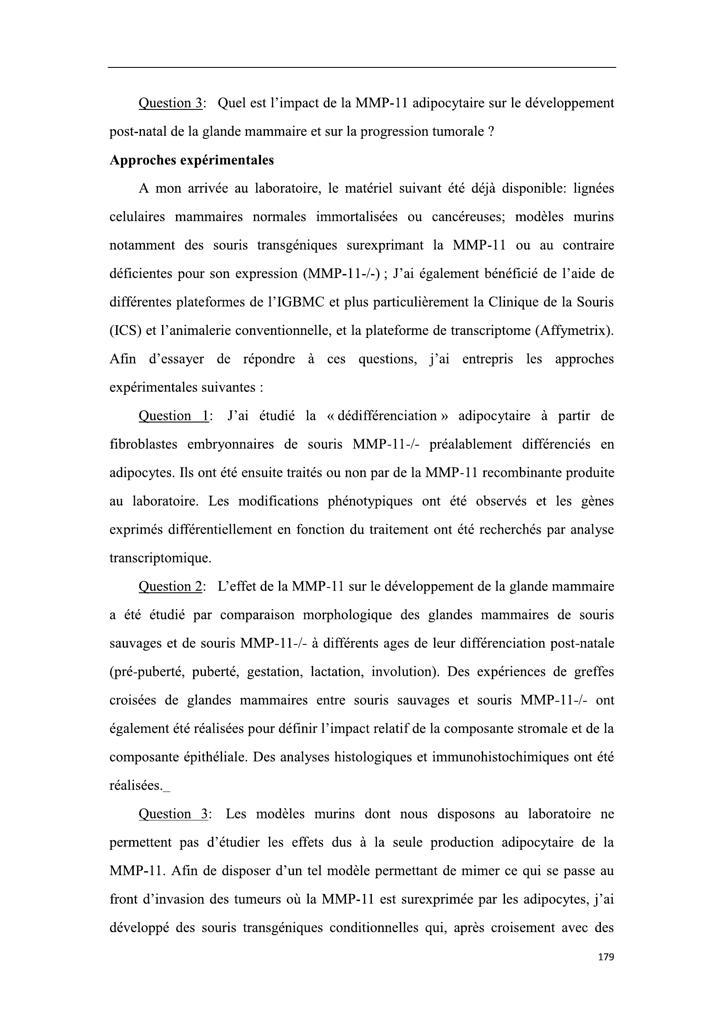 Question 3: Quel est l’impact de la MMP-11 adipocytaire sur le développement
post-natal de la glande mammaire et sur la progression tumorale ?
Approches expérimentales
A mon arrivée au laboratoire, le matériel suivant été déjà disponible: lignées
celulaires mammaires normales immortalisées ou cancéreuses; modèles murins
notamment des souris transgéniques surexprimant la MMP-11 ou au contraire
déficientes pour son expression (MMP-11-/-) ; J’ai également bénéficié de l’aide de
différentes plateformes de l’IGBMC et plus particulièrement la Clinique de la Souris
(ICS) et l’animalerie conventionnelle, et la plateforme de transcriptome (Affymetrix).
Afin d’essayer de répondre à ces questions, j’ai entrepris les approches
expérimentales suivantes :
Question 1: J’ai étudié la « dédifférenciation » adipocytaire à partir de
fibroblastes embryonnaires de souris MMP-11-/- préalablement différenciés en
adipocytes. Ils ont été ensuite traités ou non par de la MMP-11 recombinante produite
au laboratoire. Les modifications phénotypiques ont été observés et les gènes
exprimés différentiellement en fonction du traitement ont été recherchés par analyse
transcriptomique.
Question 2: L’effet de la MMP-11 sur le développement de la glande mammaire
a été étudié par comparaison morphologique des glandes mammaires de souris
sauvages et de souris MMP-11-/- à différents ages de leur différenciation post-natale
(pré-puberté, puberté, gestation, lactation, involution). Des expériences de greffes
croisées de glandes mammaires entre souris sauvages et souris MMP-11-/- ont
également été réalisées pour définir l’impact relatif de la composante stromale et de la
composante épithéliale. Des analyses histologiques et immunohistochimiques ont été
réalisées.
Question 3: Les modèles murins dont nous disposons au laboratoire ne
permettent pas d’étudier les effets dus à la seule production adipocytaire de la
MMP-11. Afin de disposer d’un tel modèle permettant de mimer ce qui se passe au
front d’invasion des tumeurs où la MMP-11 est surexprimée par les adipocytes, j’ai
développé des souris transgéniques conditionnelles qui, après croisement avec des
179